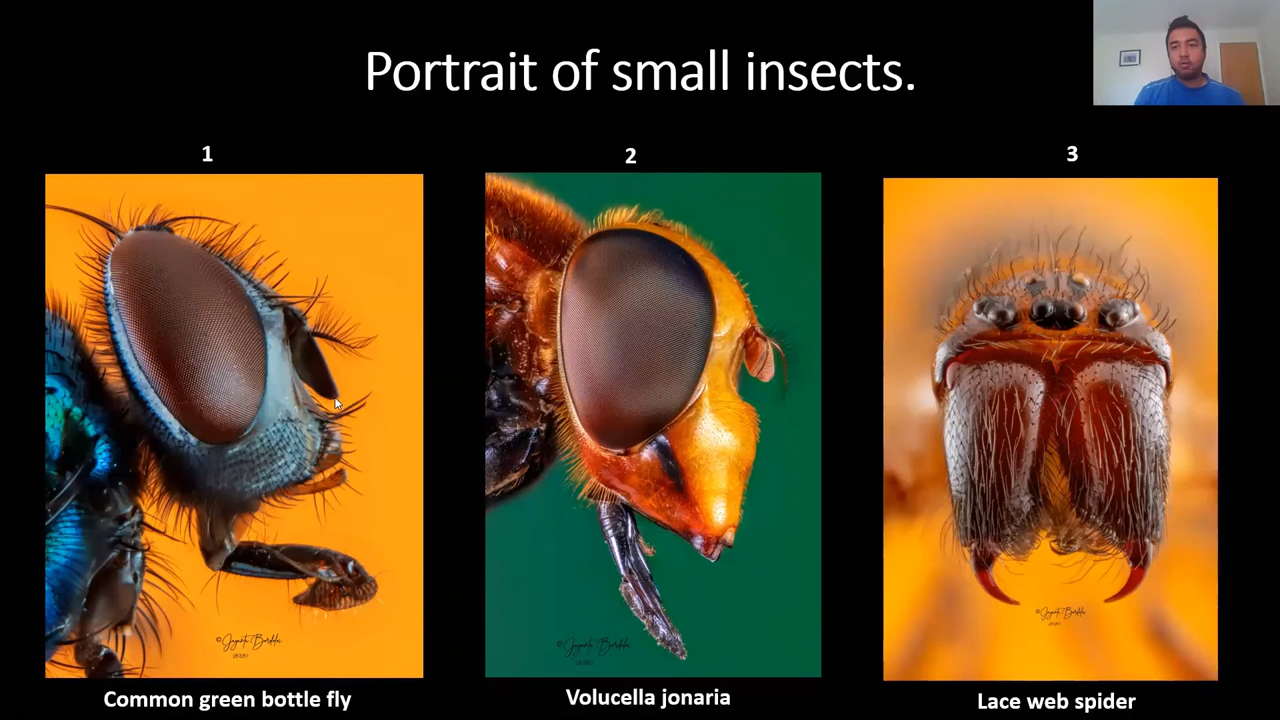 Portrait of small insects.
1
2
3
Common green bottle fly
Volucella jonaria
Lace web spider